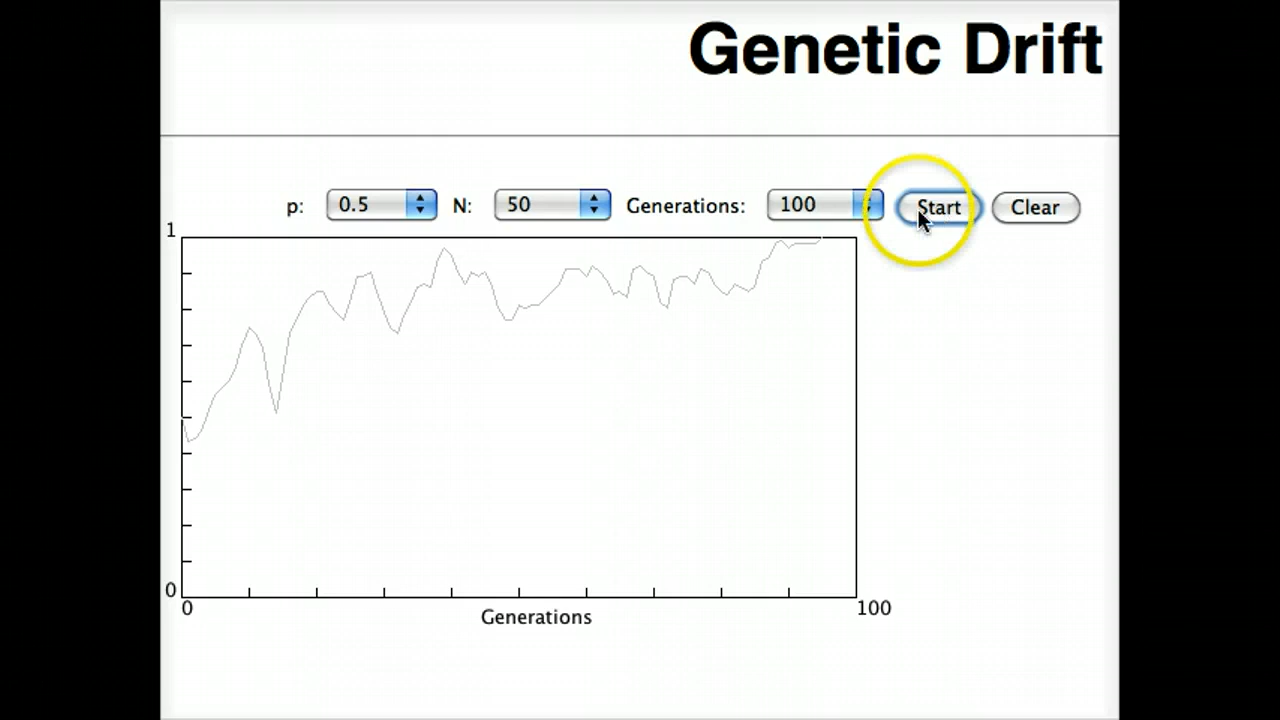 Genetic Drift
p: 0.5 N: 50 Generations: 100 Start Clear
1
0
0 100
Generations